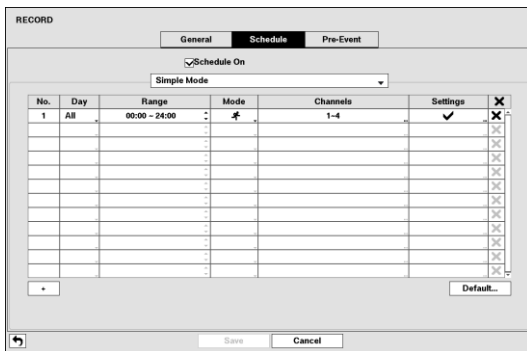 RECORD
General Schedule Pre-Event
Schedule On
Simple Mode
No. Day Range Mode Channels Settings
1 All 00:00 ~ 24:00 1~4
+ Default...
Save Cancel